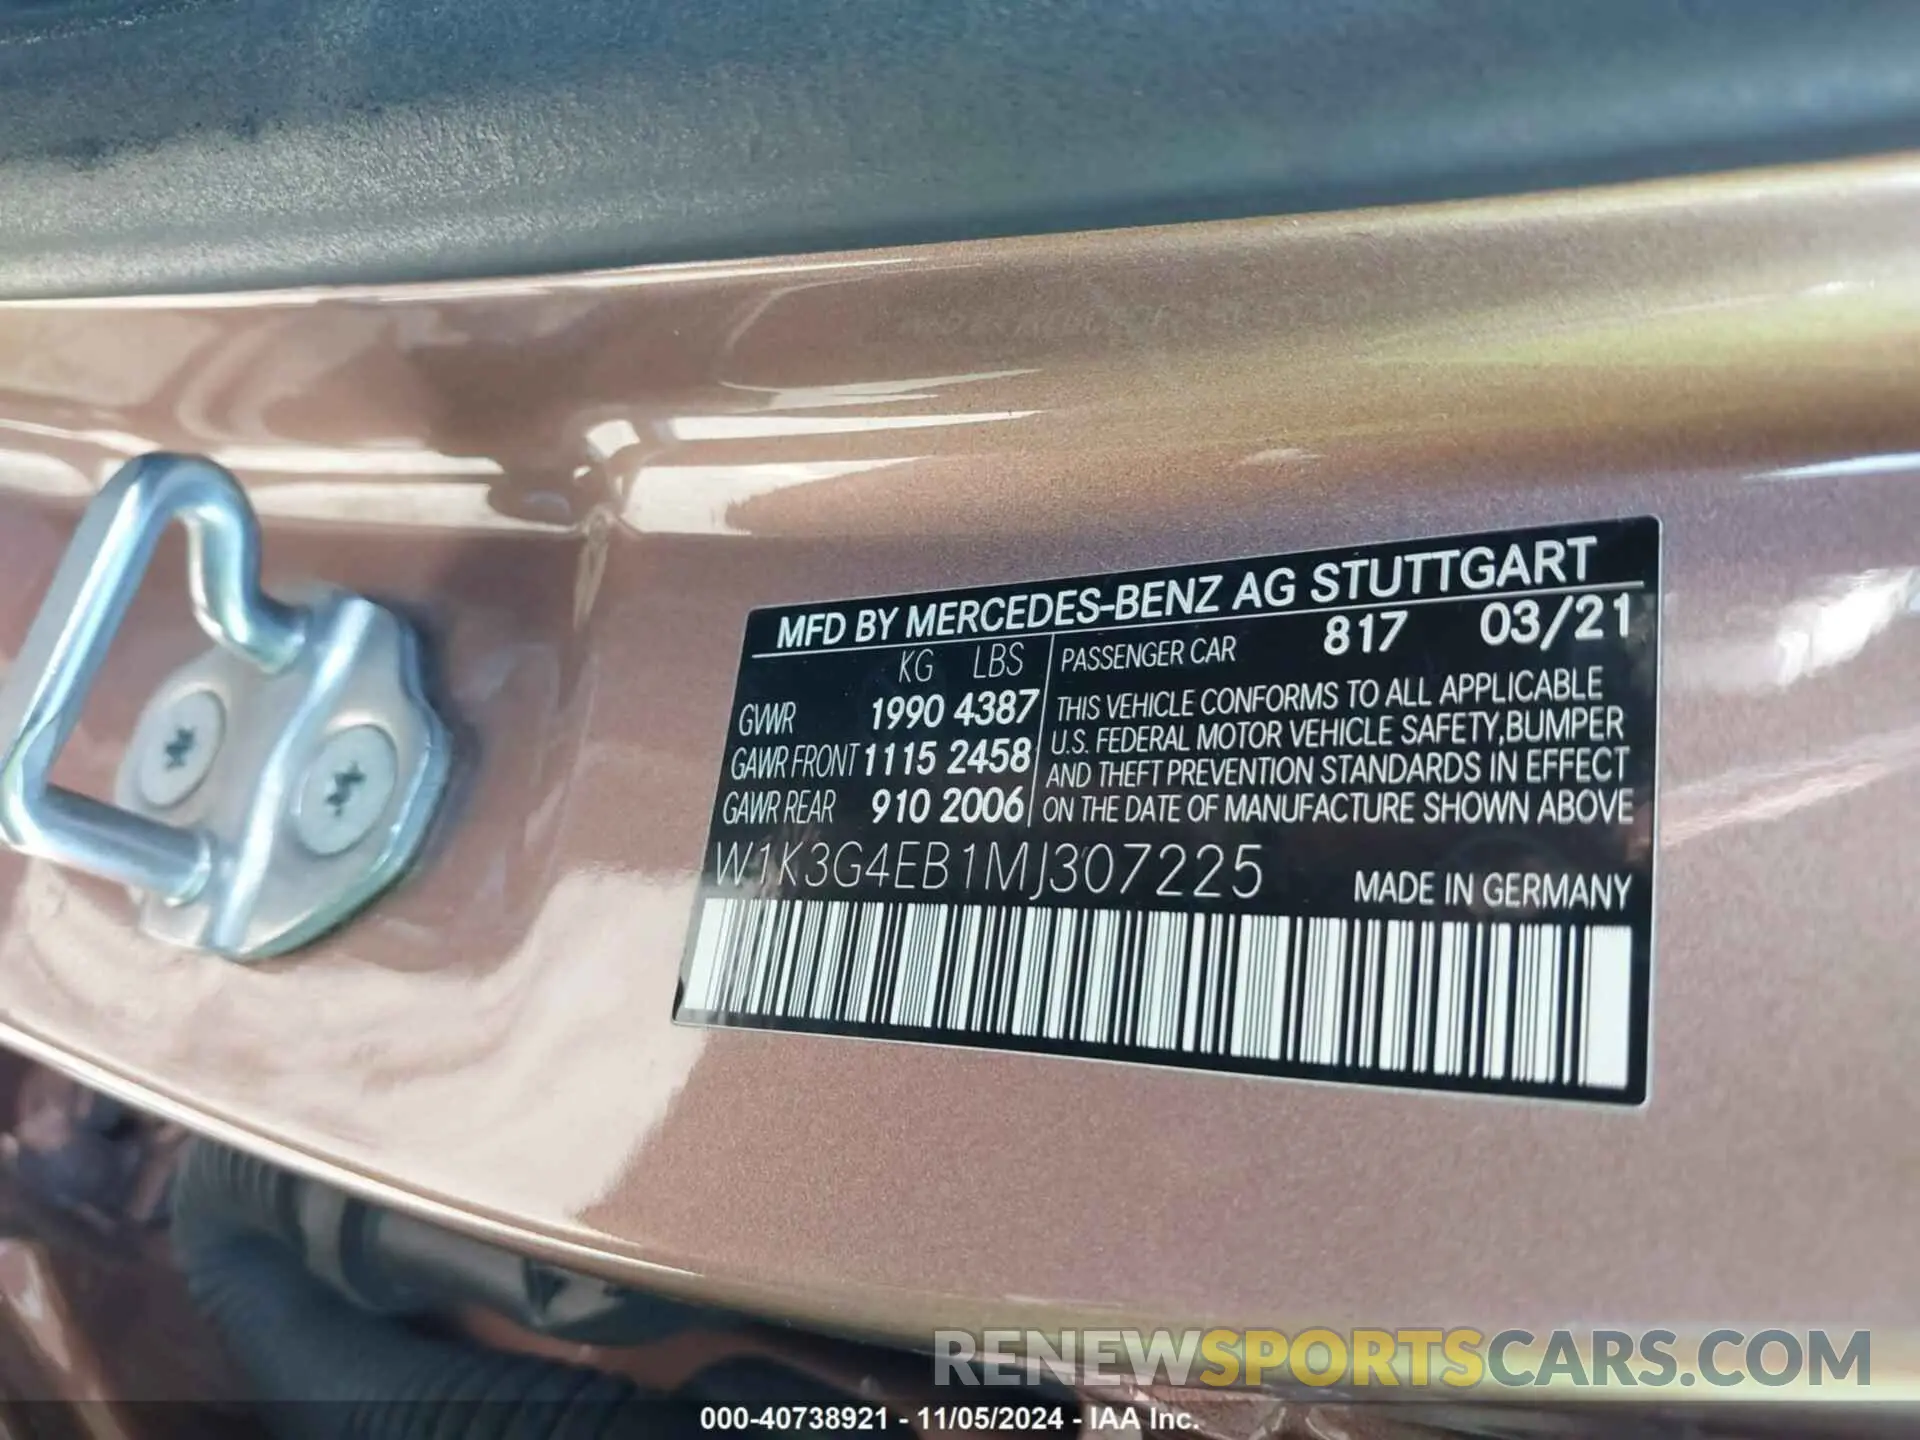 MFD BY MERCEDES-BENZ AG STUTTGART
KG LBS PASSENGER CAR 817 03/21
GVWR 1990 4387
GAWR FRONT 1115 2458
GAWR REAR 910 2006
THIS VEHICLE CONFORMS TO ALL APPLICABLE
U.S. FEDERAL MOTOR VEHICLE SAFETY,BUMPER
AND THEFT PREVENTION STANDARDS IN EFFECT
ON THE DATE OF MANUFACTURE SHOWN ABOVE
W1K3G4EB1MJ307225
MADE IN GERMANY
RENEWSPORTSCARS.COM
000-40738921 - 11/05/2024 - IAA Inc.